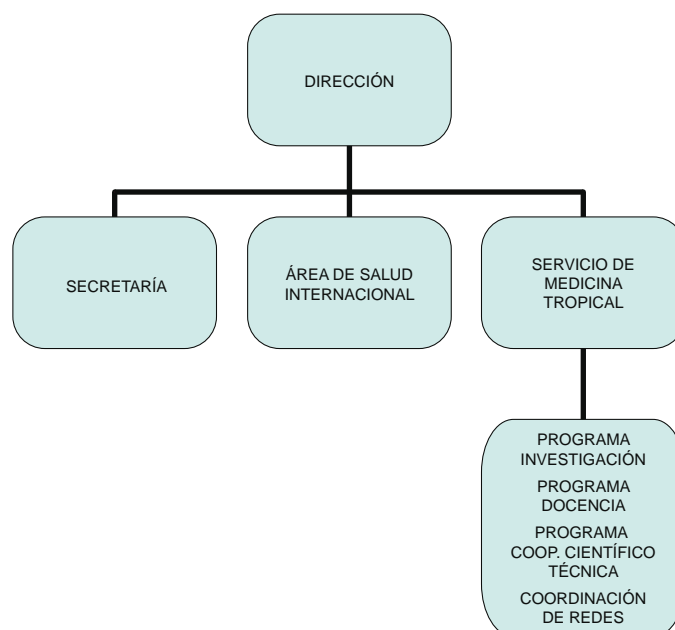 DIRECCIÓN
SECRETARÍA
ÁREA DE SALUD
INTERNACIONAL
SERVICIO DE
MEDICINA
TROPICAL
PROGRAMA
INVESTIGACIÓN
PROGRAMA
DOCENCIA
PROGRAMA
COOP. CIENTÍFICO
TÉCNICA
COORDINACIÓN
DE REDES